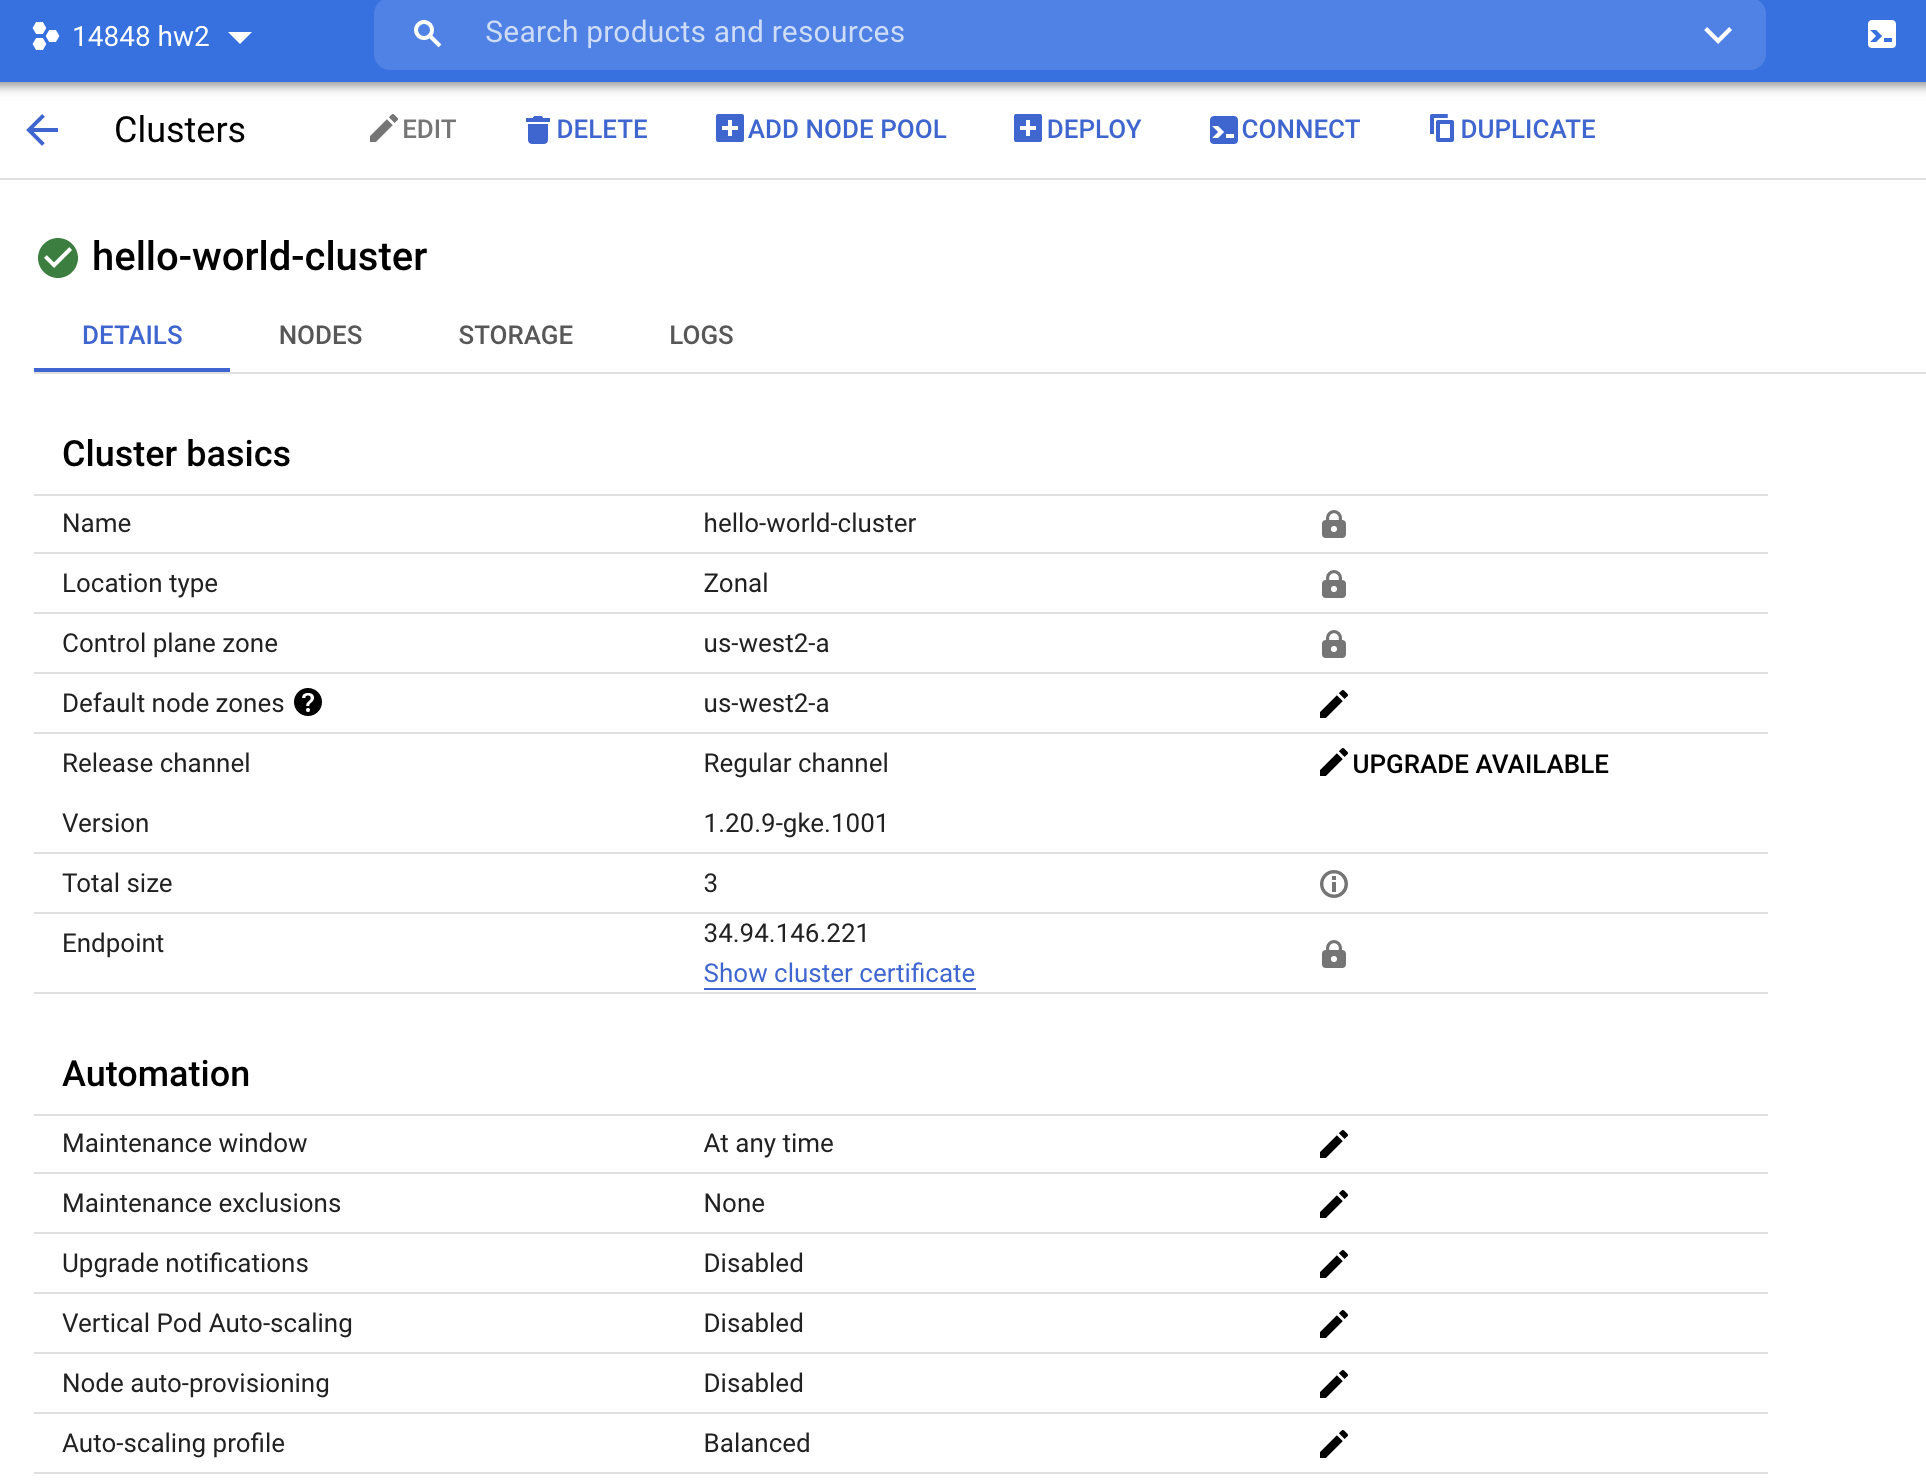 14848 hw2
Search products and resources
Clusters
EDIT
DELETE
ADD NODE POOL
DEPLOY
CONNECT
DUPLICATE
hello-world-cluster
DETAILS
NODES
STORAGE
LOGS
Cluster basics
Name hello-world-cluster
Location type Zonal
Control plane zone us-west2-a
Default node zones us-west2-a
Release channel Regular channel UPGRADE AVAILABLE
Version 1.20.9-gke.1001
Total size 3
Endpoint 34.94.146.221
Show cluster certificate
Automation
Maintenance window At any time
Maintenance exclusions None
Upgrade notifications Disabled
Vertical Pod Auto-scaling Disabled
Node auto-provisioning Disabled
Auto-scaling profile Balanced